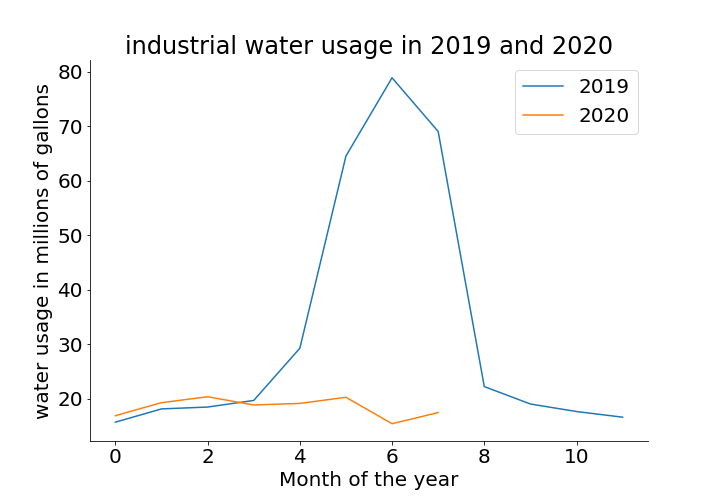 industrial water usage in 2019 and 2020
2019
2020
water usage in millions of gallons
80
70
60
50
40
30
20
0 2 4 6 8 10
Month of the year